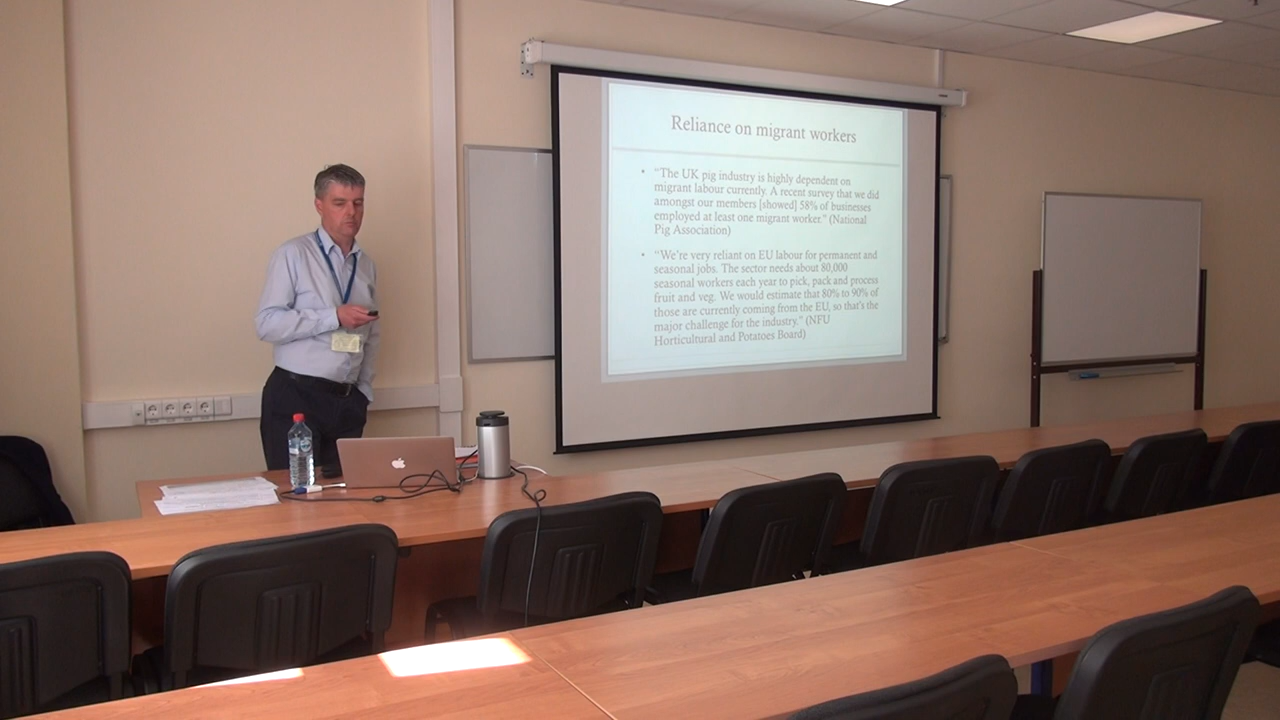 Reliance on migrant workers
• “The UK pig industry is highly dependent on
migrant labour currently. A recent survey that we did
amongst our members [showed] 58% of businesses
employed at least one migrant worker.” (National
Pig Association)
• “We’re very reliant on EU labour for permanent and
seasonal jobs. The sector needs about 80,000
seasonal workers each year to pick, pack and process
fruit and veg. We would estimate that 80% to 90% of
those are currently coming from the EU, so that’s the
major challenge for the industry.” (NFU
Horticultural and Potatoes Board)